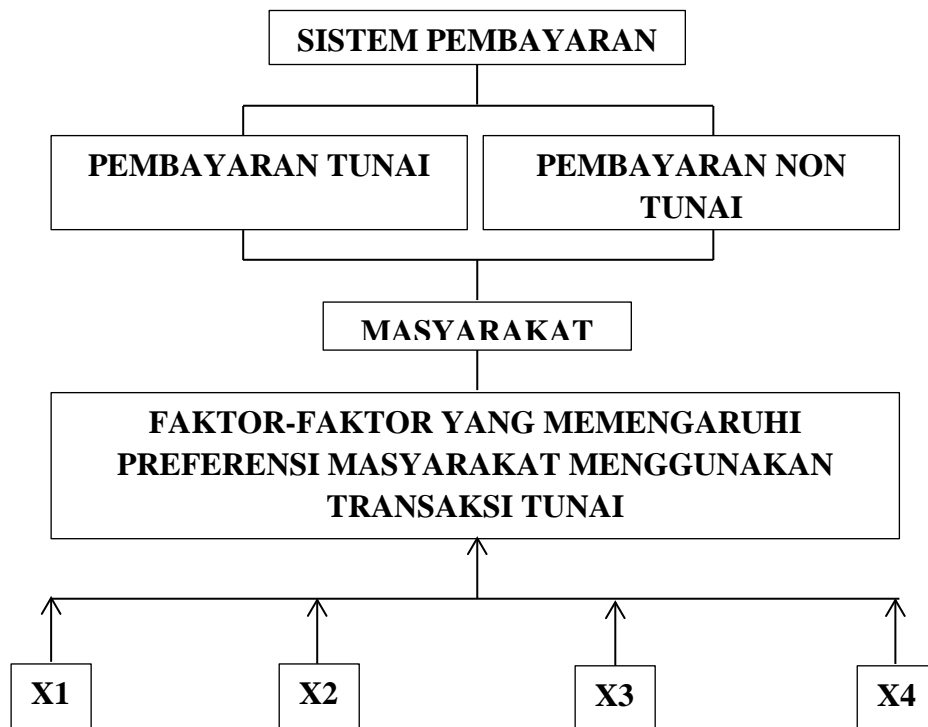 SISTEM PEMBAYARAN
PEMBAYARAN TUNAI
PEMBAYARAN NON
TUNAI
MASYARAKAT
FAKTOR-FAKTOR YANG MEMENGARUHI
PREFERENSI MASYARAKAT MENGGUNAKAN
TRANSAKSI TUNAI
X1
X2
X3
X4